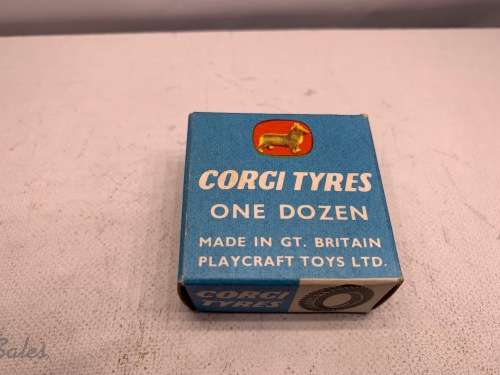 CORGI TYRES
ONE DOZEN
MADE IN GT. BRITAIN
PLAYCRAFT TOYS LTD.
CORGI
TYRES
Sales